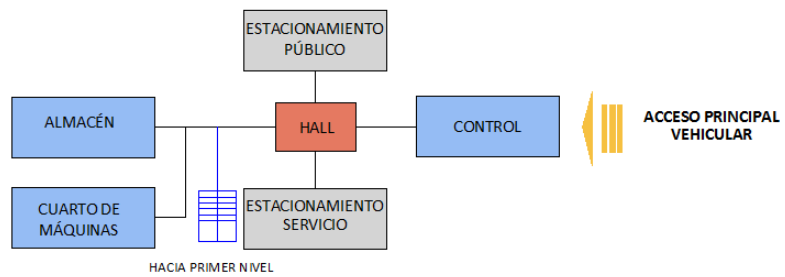 ESTACIONAMIENTO
PÚBLICO
ALMACÉN
HALL
CONTROL
ACCESO PRINCIPAL
VEHICULAR
CUARTO DE
MÁQUINAS
ESTACIONAMIENTO
SERVICIO
HACIA PRIMER NIVEL